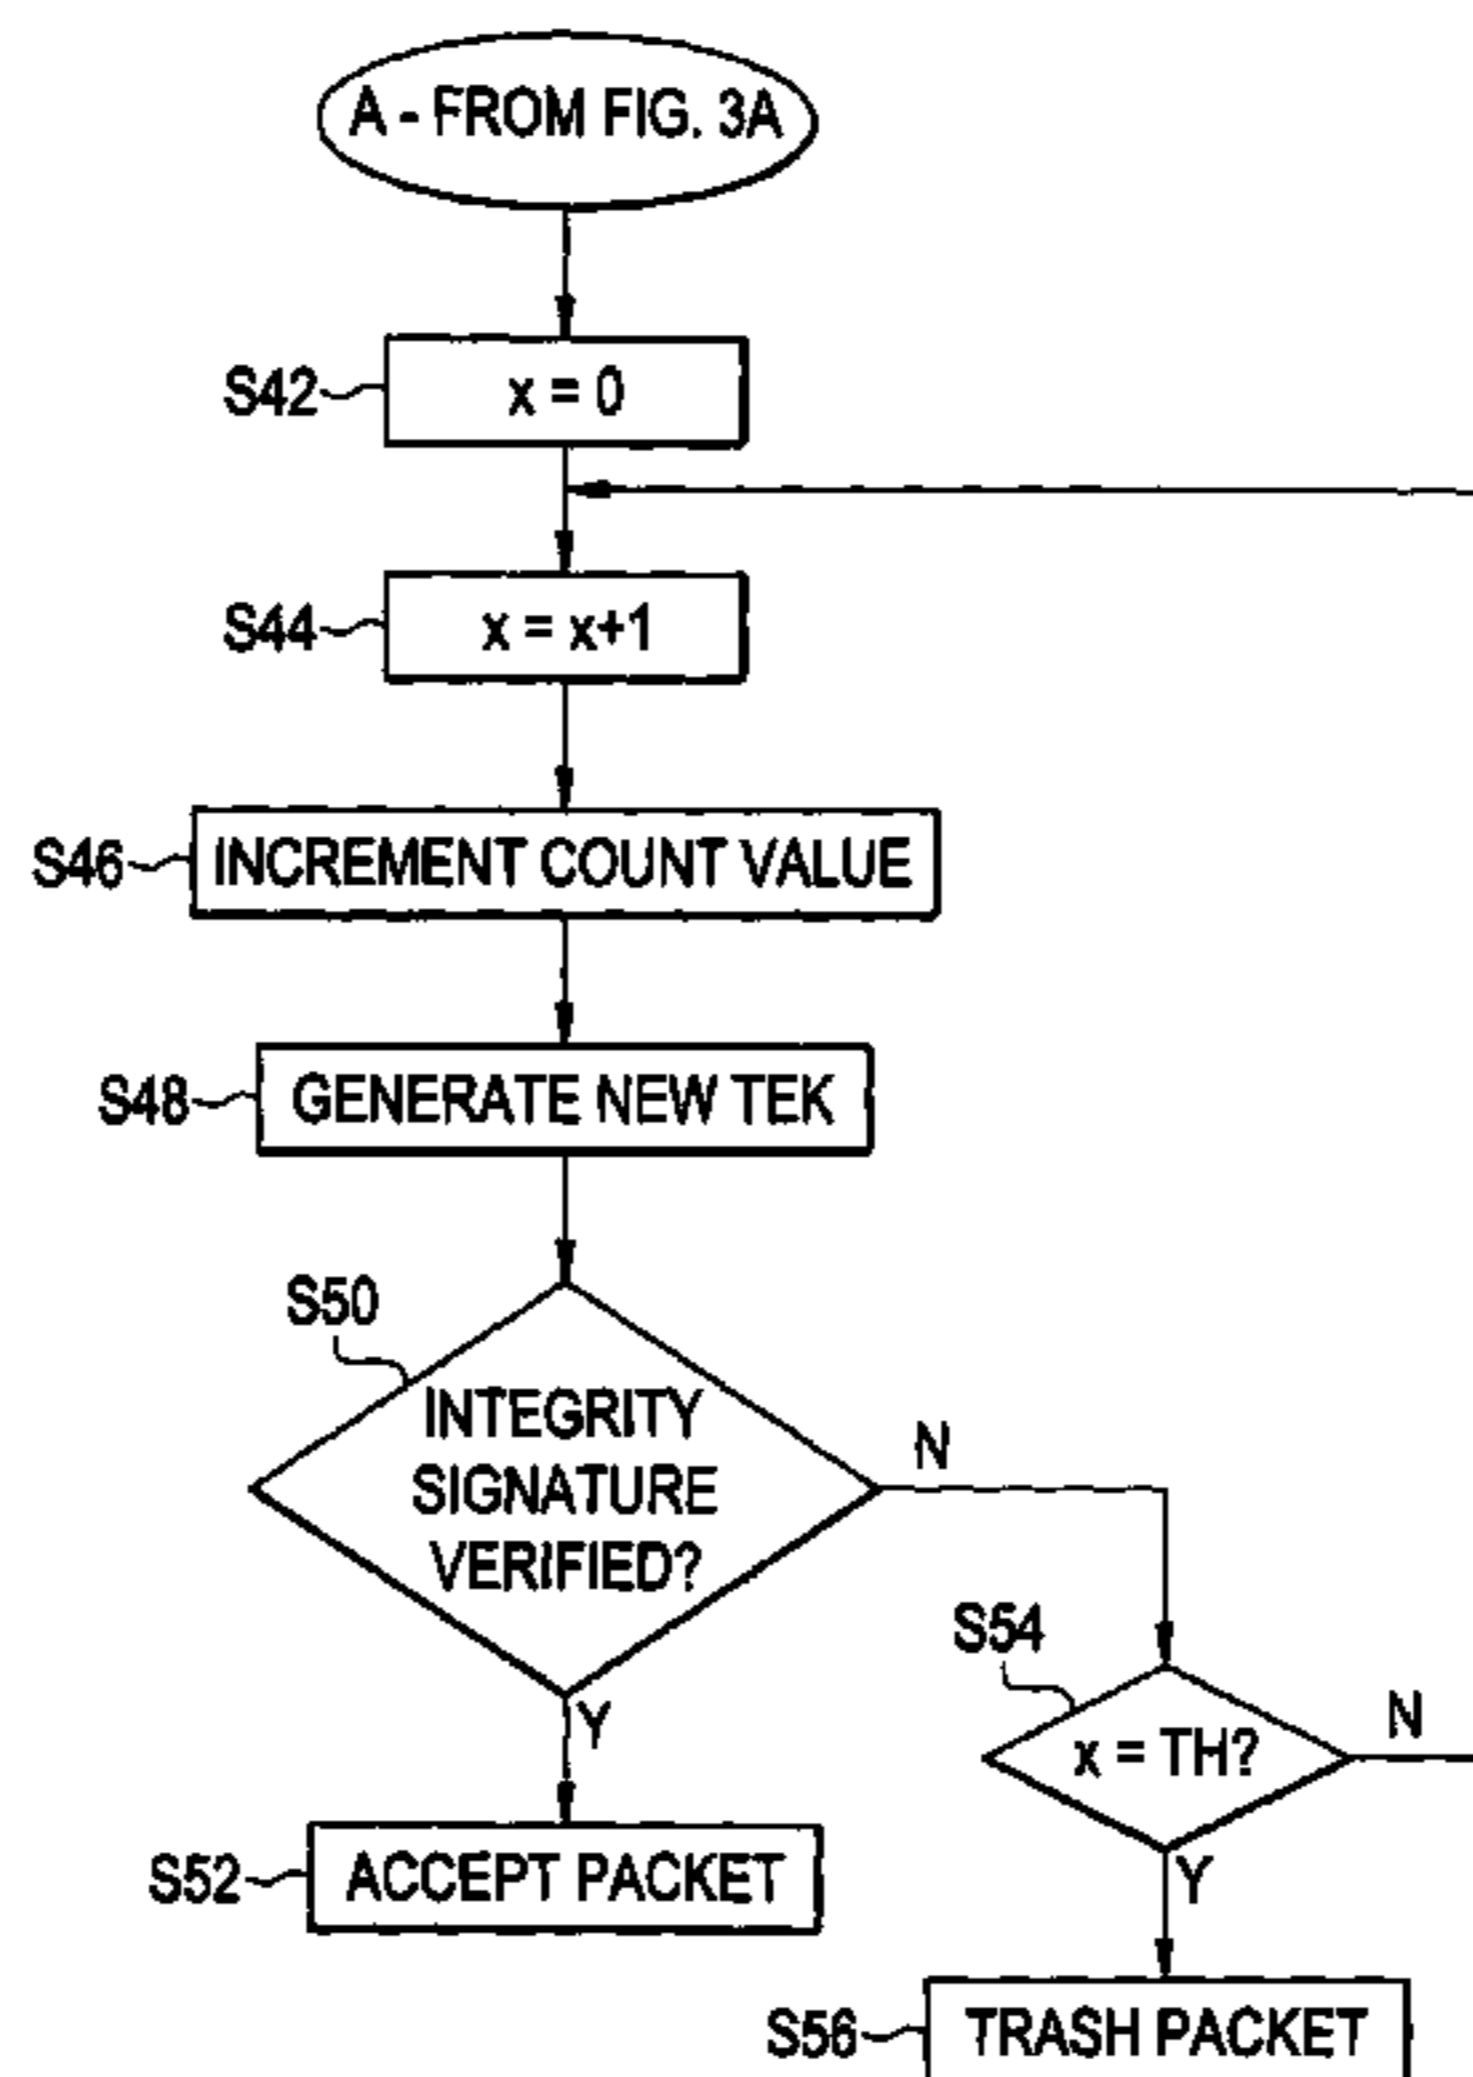 A - FROM FIG. 3A
S42
x = 0
S44
x = x+1
S46
INCREMENT COUNT VALUE
S48
GENERATE NEW TEK
S50
INTEGRITY
SIGNATURE
VERIFIED?
N
Y
S54
x = TH?
N
Y
S52
ACCEPT PACKET
S56
TRASH PACKET